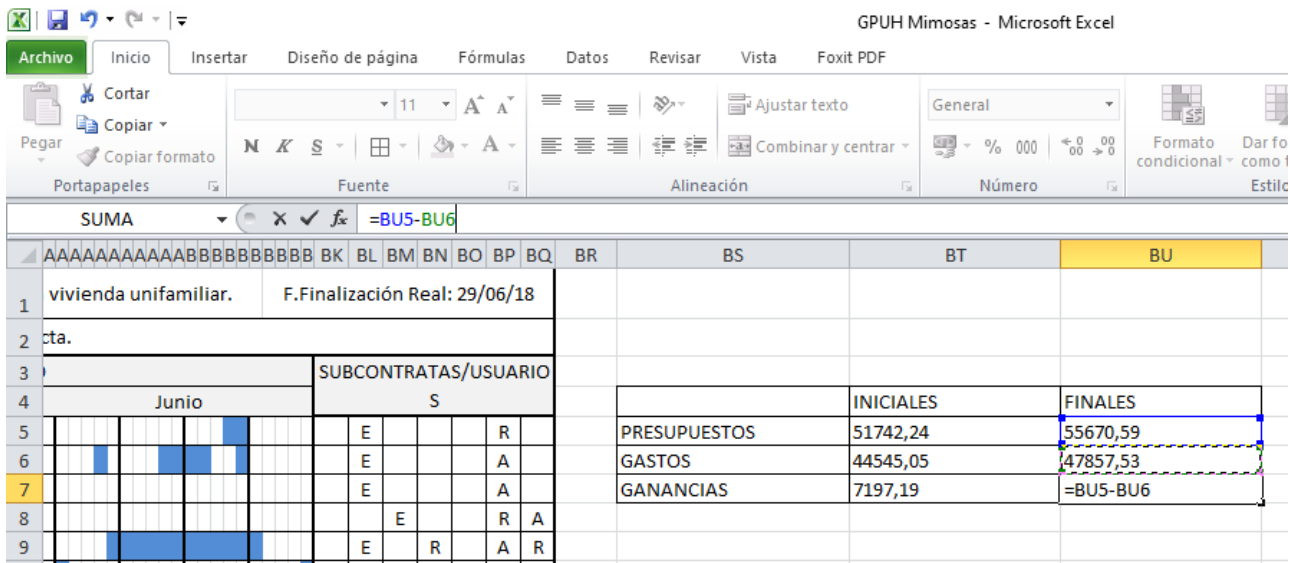 GPUH Mimosas - Microsoft Excel
Archivo Inicio Insertar Diseño de página Fórmulas Datos Revisar Vista Foxit PDF
Pegar Cortar
Copiar
Copiar formato
11 A A
N K S A
Ajustar texto
Combinar y centrar
General
% 000
Formato
condicional
Dar fo
como t
Portapapeles Fuente Alineación Número Estilo
SUMA fx =BU5-BU6
AAAAAAAAAAAABBBBBBBBBB BK BL BM BN BO BP BQ BR BS BT BU
1 vivienda unifamiliar. F.Finalización Real: 29/06/18
2 cta.
3 SUBCONTRATAS/USUARIO
4 Junio S INICIALES FINALES
5 E R PRESUPUESTOS 51742,24 55670,59
6 E A GASTOS 44545,05 47857,53
7 E A GANANCIAS 7197,19 =BU5-BU6
8 E R A
9 E R A R